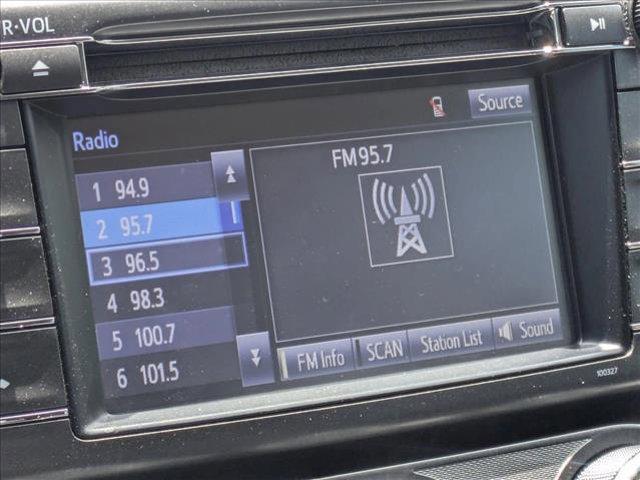 R·VOL
Source
Radio
FM95.7
1 94.9
2 95.7
3 96.5
4 98.3
5 100.7
6 101.5
FM Info SCAN Station List Sound
100327